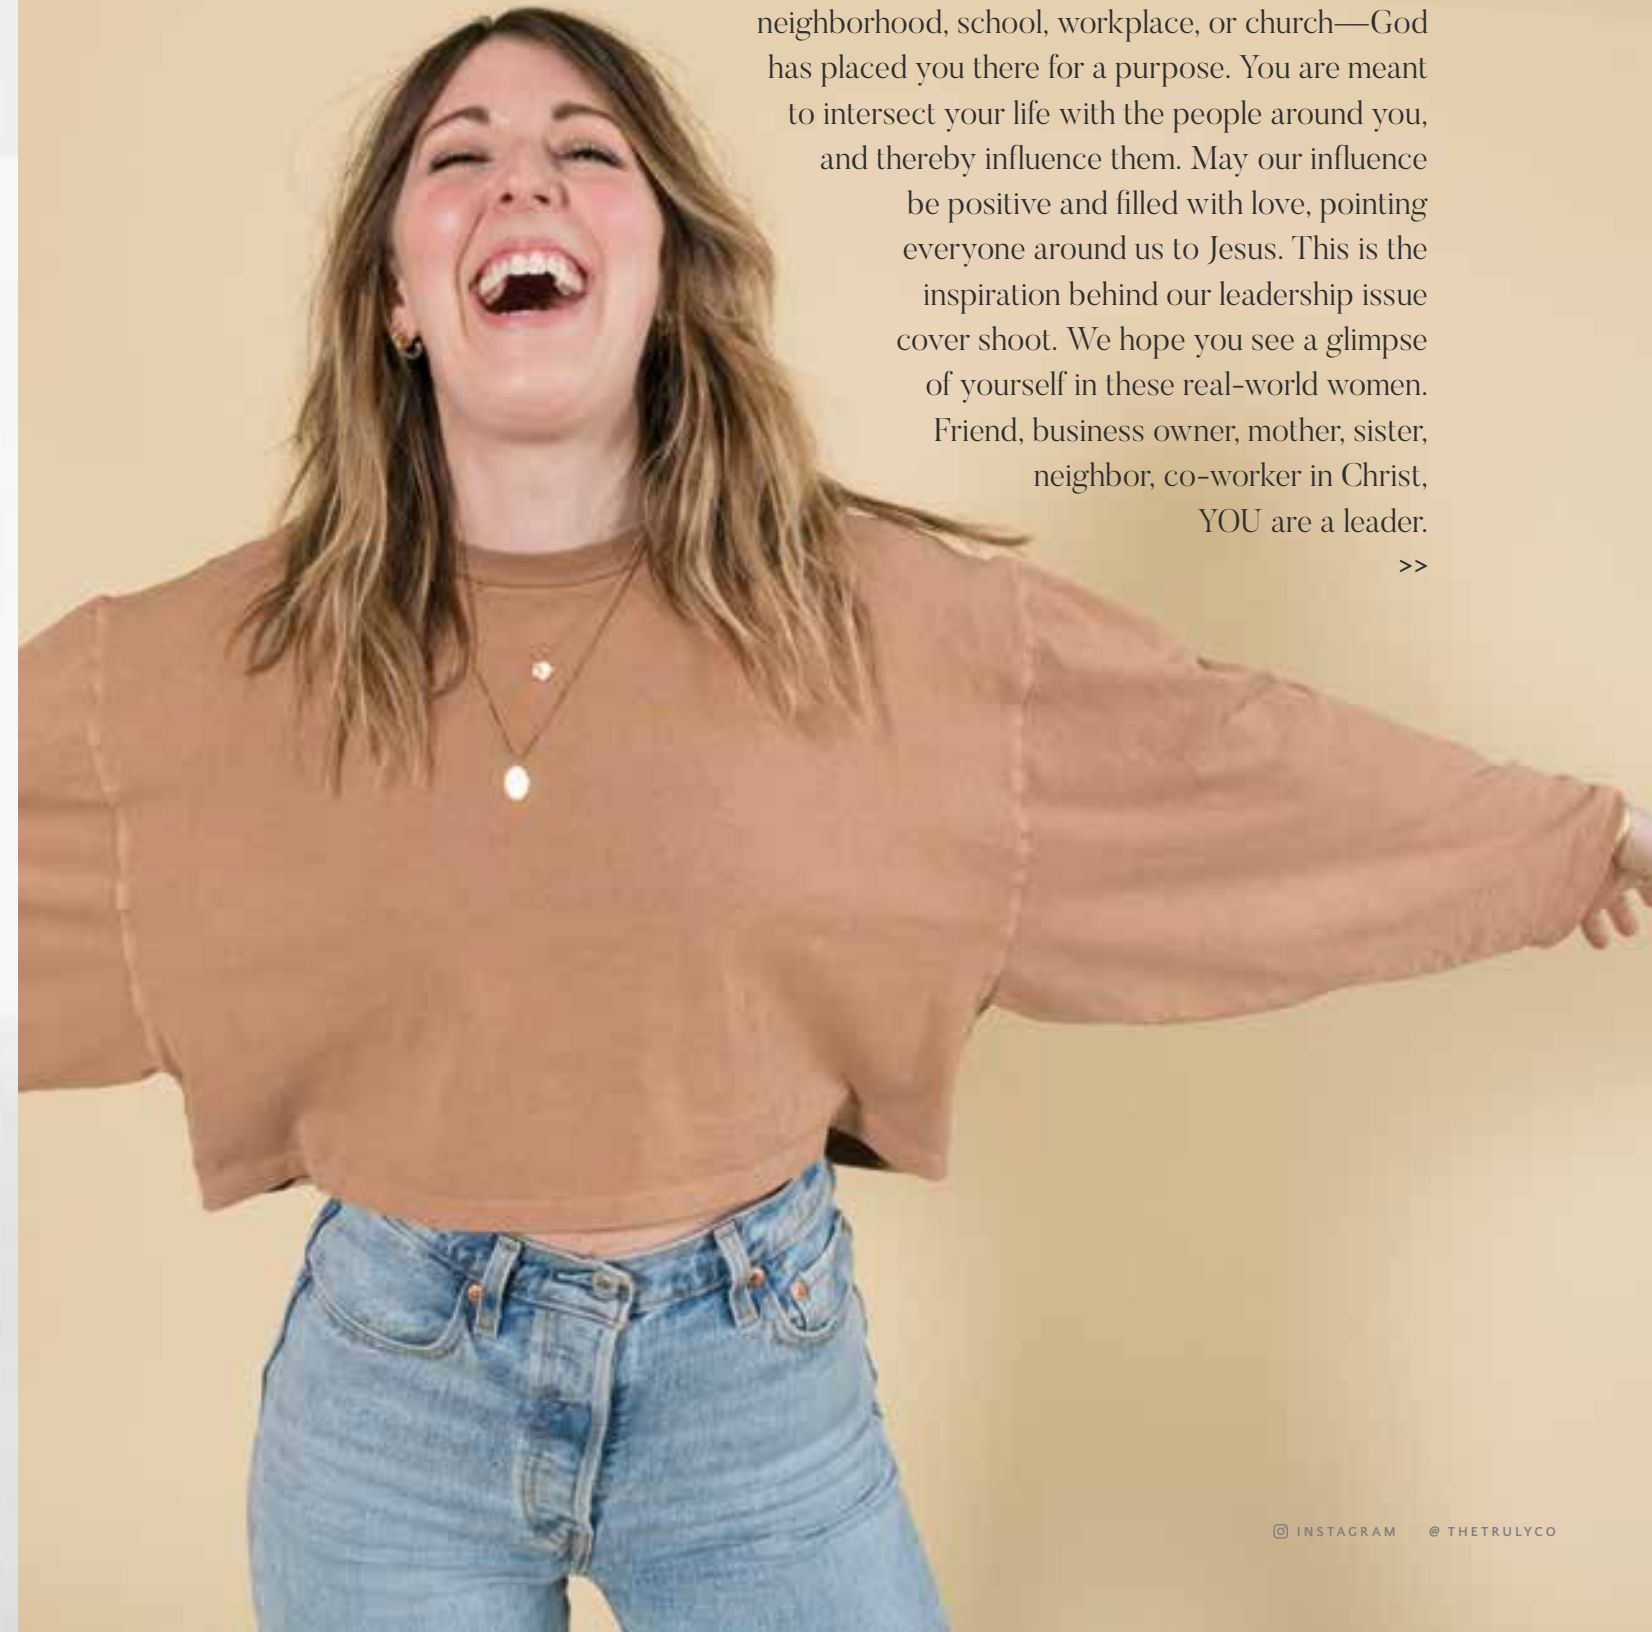 neighborhood, school, workplace, or church—God
has placed you there for a purpose. You are meant
to intersect your life with the people around you,
and thereby influence them. May our influence
be positive and filled with love, pointing
everyone around us to Jesus. This is the
inspiration behind our leadership issue
cover shoot. We hope you see a glimpse
of yourself in these real-world women.
Friend, business owner, mother, sister,
neighbor, co-worker in Christ,
YOU are a leader.
>>
INSTAGRAM @THETRULYCO